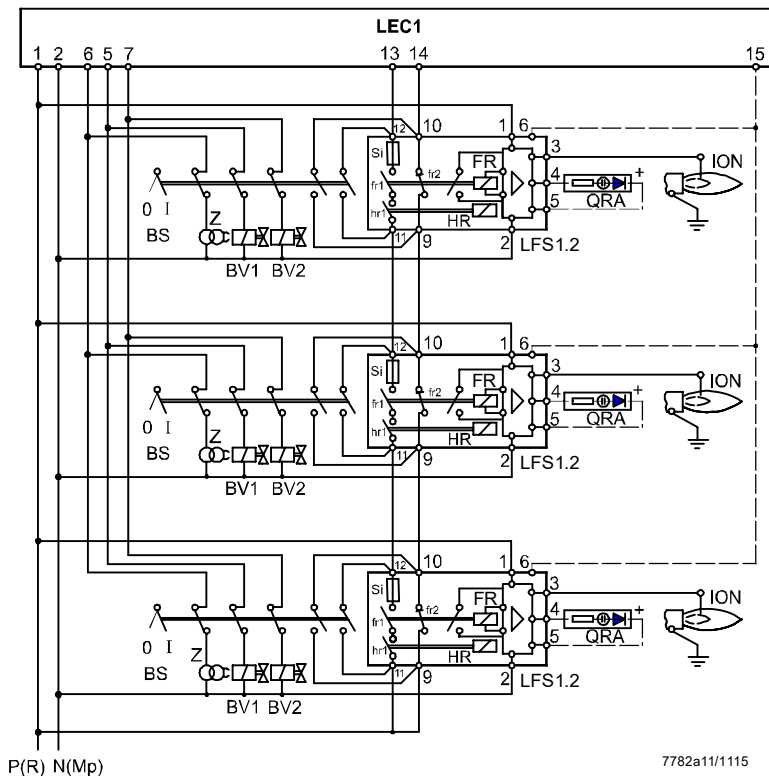 LEC1
1 2 6 5 7 13 14 15
12 10 1 6
3
Si FR ION
fr1 fr2 4 +
QRA
0 I Z hr1 HR 5
BS 11 9 2 LFS1.2
BV1 BV2
12 10 1 6
3
Si FR ION
fr1 fr2 4 +
QRA
0 I Z hr1 HR 5
BS 11 9 2 LFS1.2
BV1 BV2
12 10 1 6
3
Si FR ION
fr1 fr2 4 +
QRA
0 I Z hr1 HR 5
BS 11 9 2 LFS1.2
BV1 BV2
P(R) N(Mp) 7782a11/1115